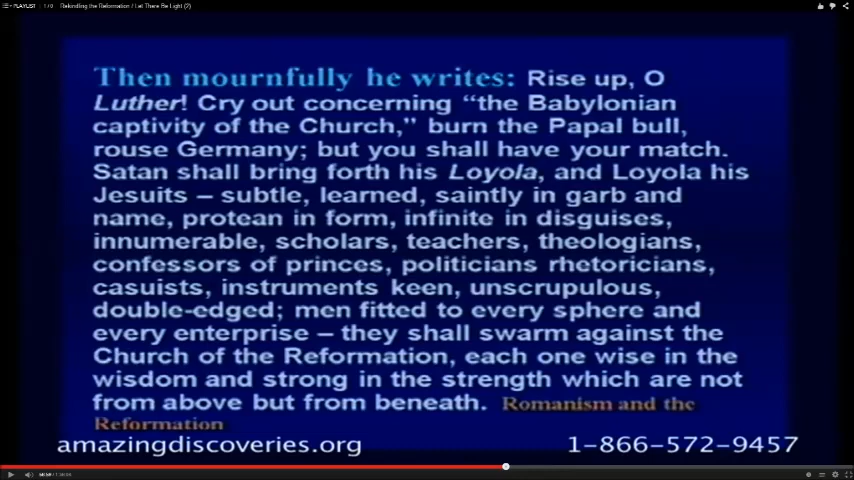 PLAYLIST 1/0 Rekindling the Reformation / Let There Be Light (2)
Then mournfully he writes: Rise up, O
Luther! Cry out concerning “the Babylonian
captivity of the Church,” burn the Papal bull,
rouse Germany; but you shall have your match.
Satan shall bring forth his Loyola, and Loyola his
Jesuits – subtle, learned, saintly in garb and
name, protean in form, infinite in disguises,
innumerable, scholars, teachers, theologians,
confessors of princes, politicians rhetoricians,
casuists, instruments keen, unscrupulous,
double-edged; men fitted to every sphere and
every enterprise – they shall swarm against the
Church of the Reformation, each one wise in the
wisdom and strong in the strength which are not
from above but from beneath. Romanism and the
Reformation
amazingdiscoveries.org 1-866-572-9457